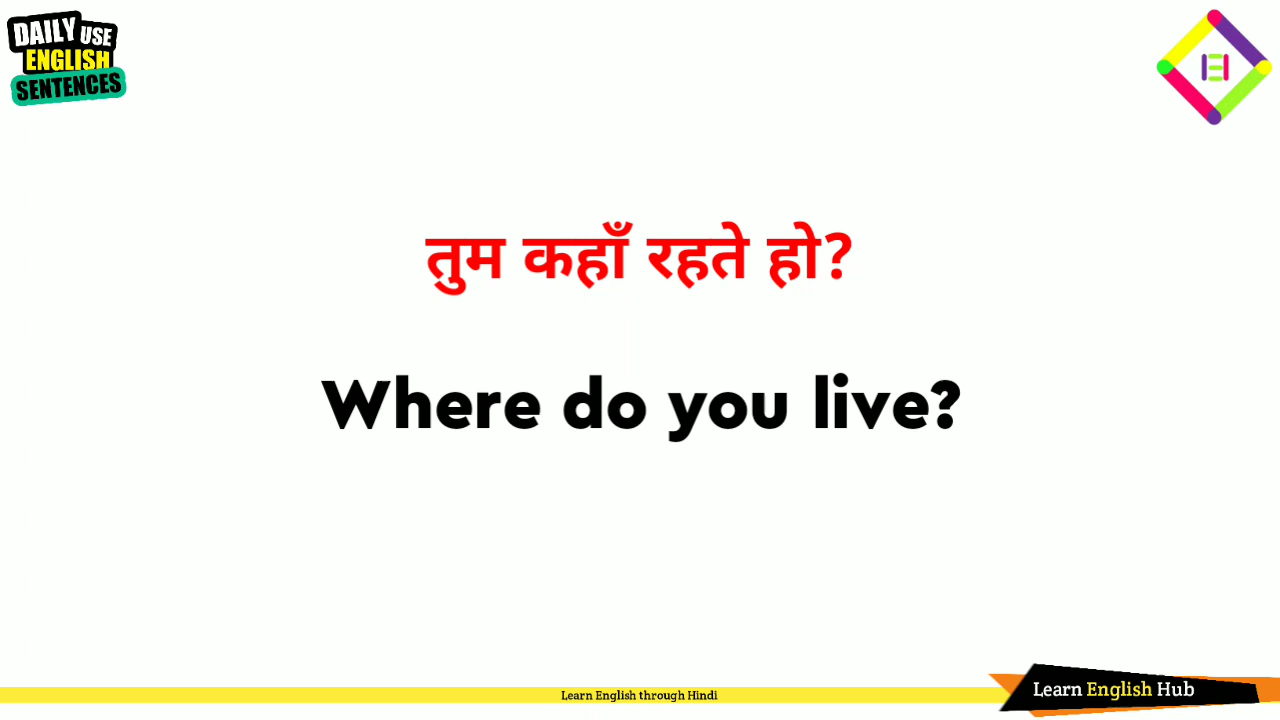 DAILY USE
ENGLISH
SENTENCES
तुम कहाँ रहते हो?
Where do you live?
Learn English through Hindi
Learn English Hub